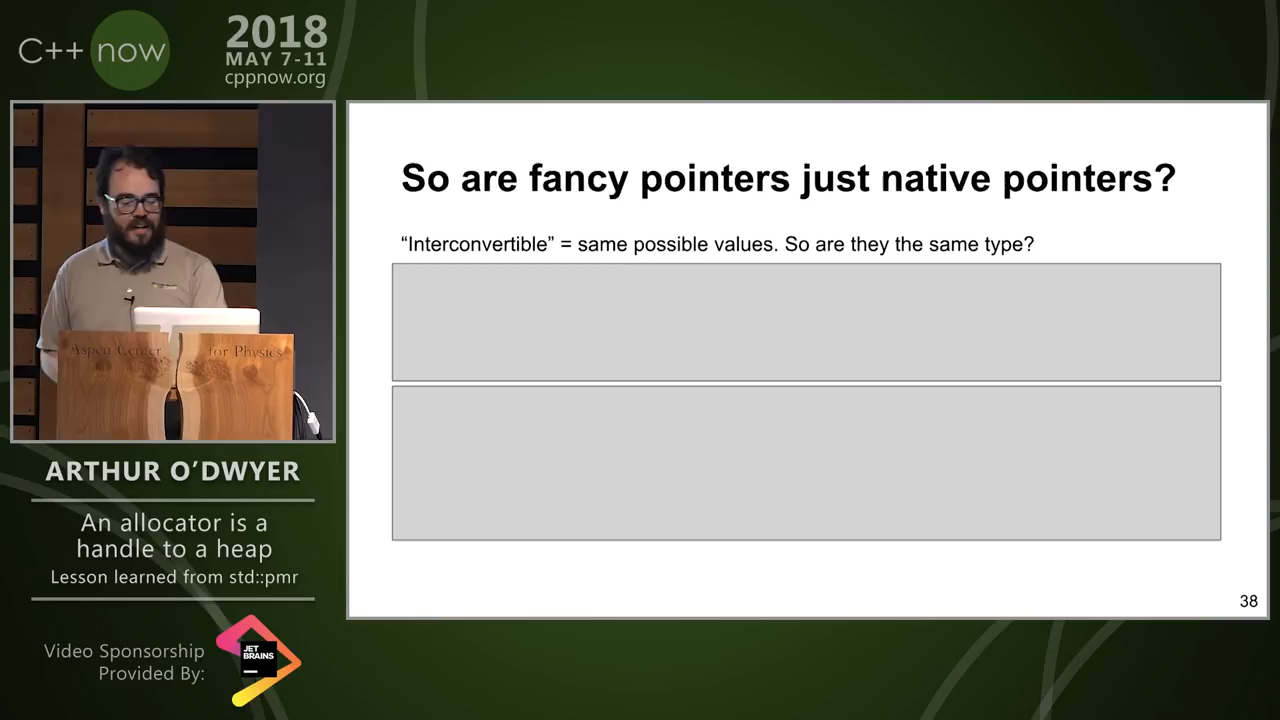 C++ now
2018
MAY 7-11
cppnow.org
Aspen Center for Physics
ARTHUR O’DWYER
An allocator is a
handle to a heap
Lesson learned from std::pmr
Video Sponsorship
Provided By:
JET
BRAINS
So are fancy pointers just native pointers?
“Interconvertible” = same possible values. So are they the same type?
38